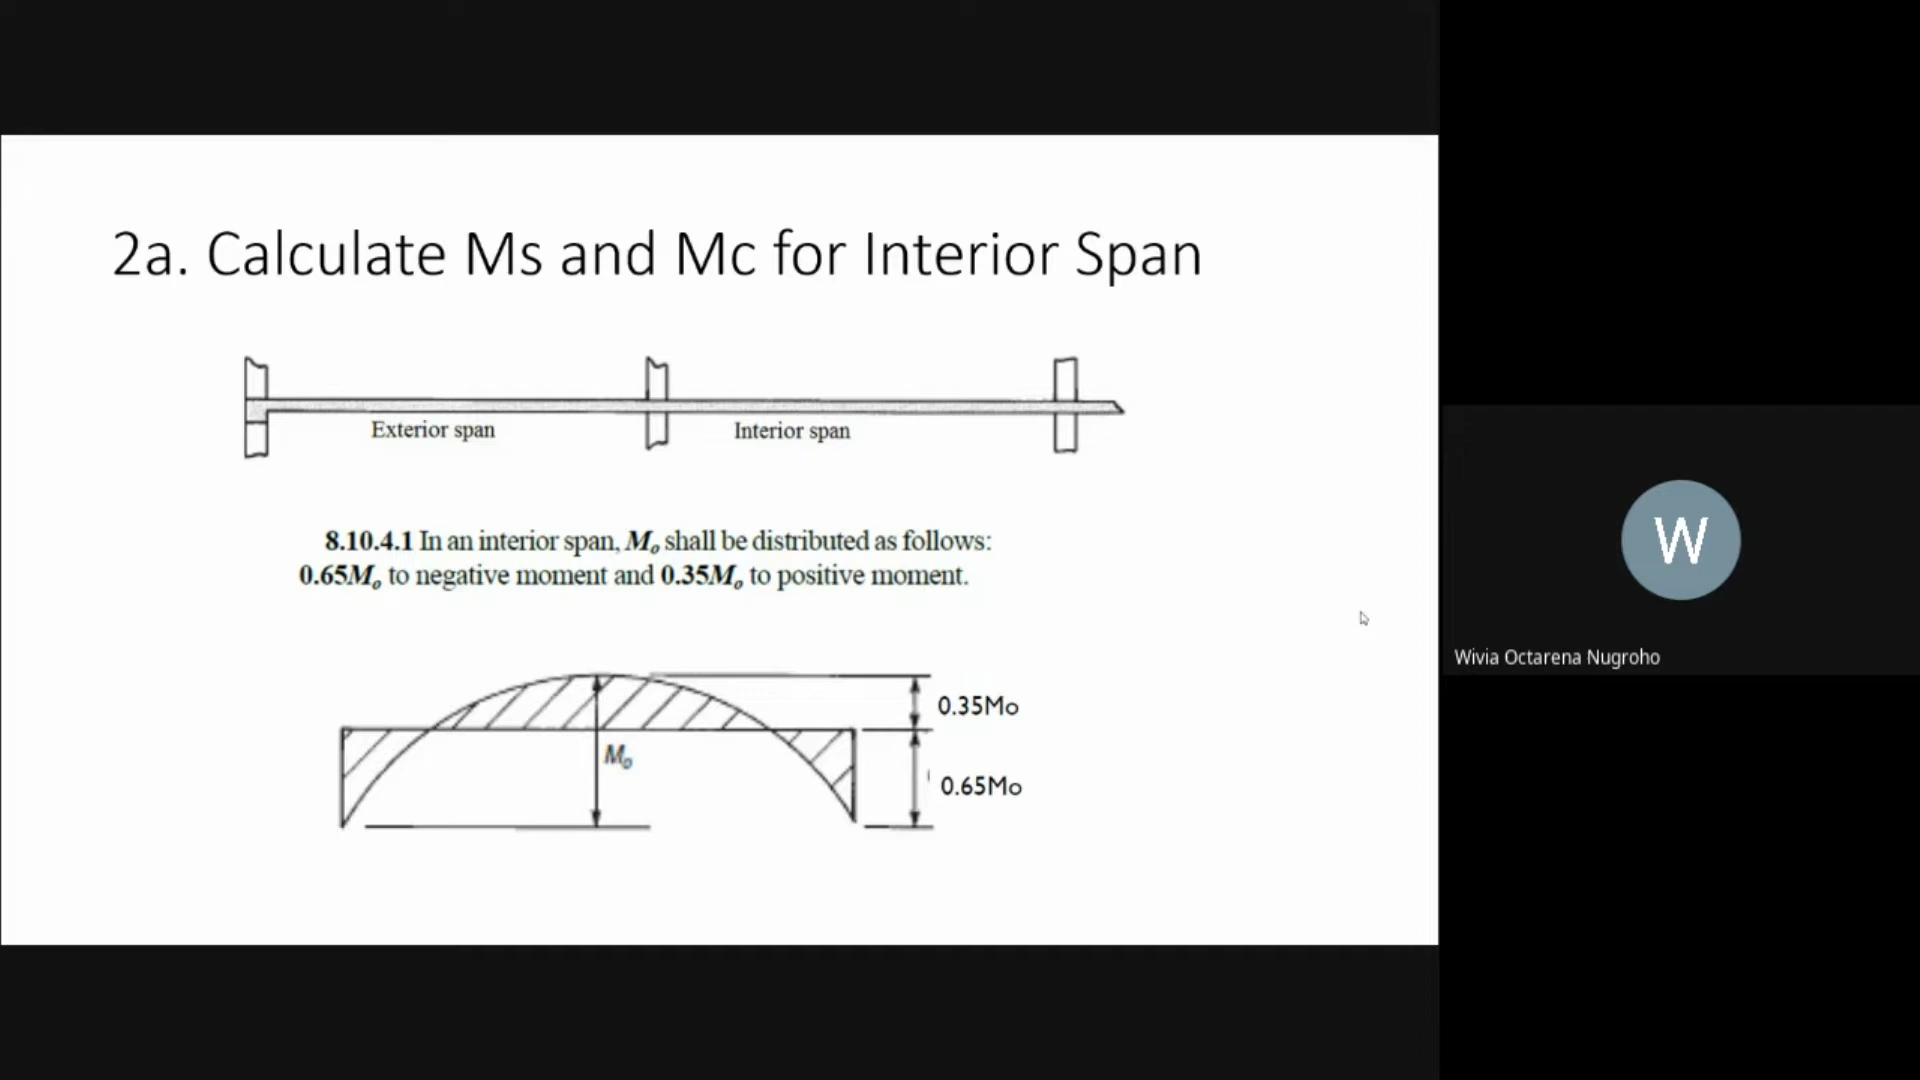 2a. Calculate Ms and Mc for Interior Span
Exterior span
Interior span
8.10.4.1 In an interior span, Mo shall be distributed as follows:
0.65Mo to negative moment and 0.35Mo to positive moment.
0.35Mo
Mo
0.65Mo
W
Wivia Octarena Nugroho